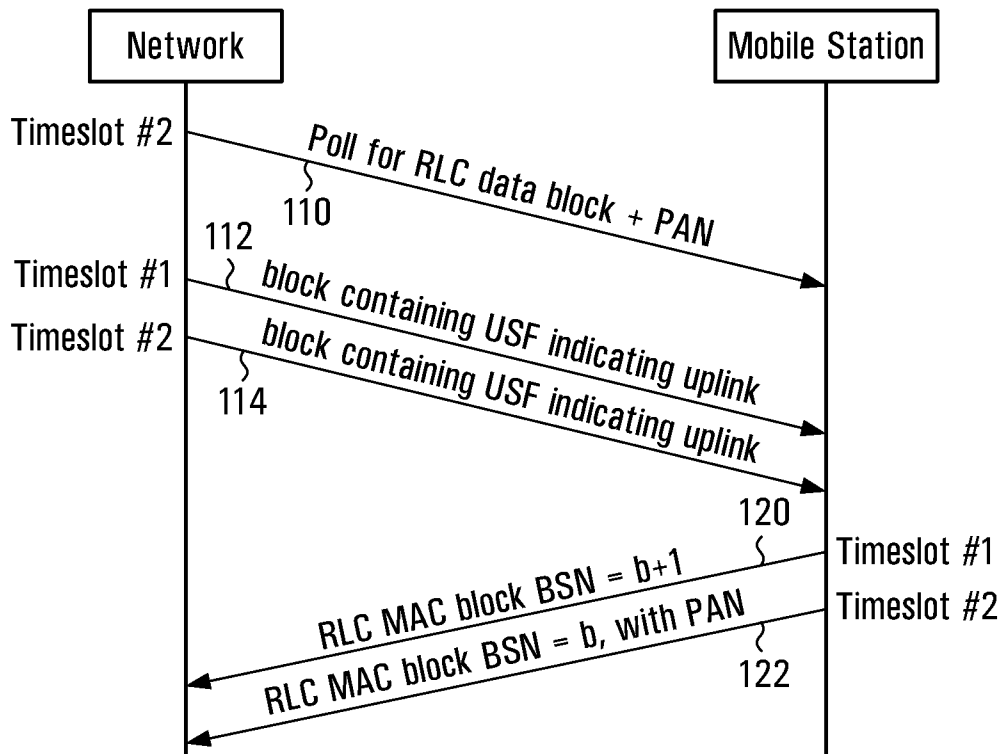 Network
Mobile Station
Timeslot #2
Poll for RLC data block + PAN
110
112
Timeslot #1
block containing USF indicating uplink
Timeslot #2
block containing USF indicating uplink
114
120
Timeslot #1
RLC MAC block BSN = b+1
Timeslot #2
RLC MAC block BSN = b, with PAN
122